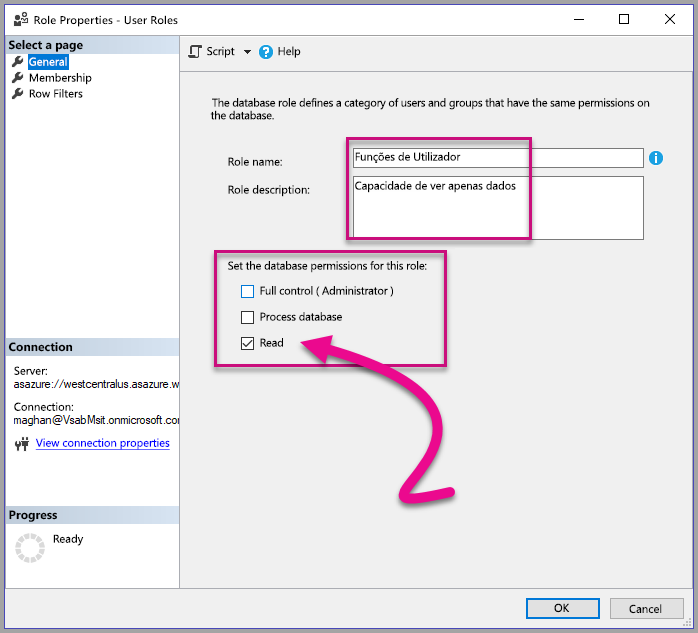 Role Properties - User Roles
Select a page
General
Membership
Row Filters
Script
Help
The database role defines a category of users and groups that have the same permissions on
the database.
Role name:
Funções de Utilizador
Role description:
Capacidade de ver apenas dados
Set the database permissions for this role:
Full control ( Administrator )
Process database
Read
Connection
Server:
asazure://westcentralus.asazure.w
Connection:
maghan@VsabMsit.onmicrosoft.co
View connection properties
Progress
Ready
OK
Cancel